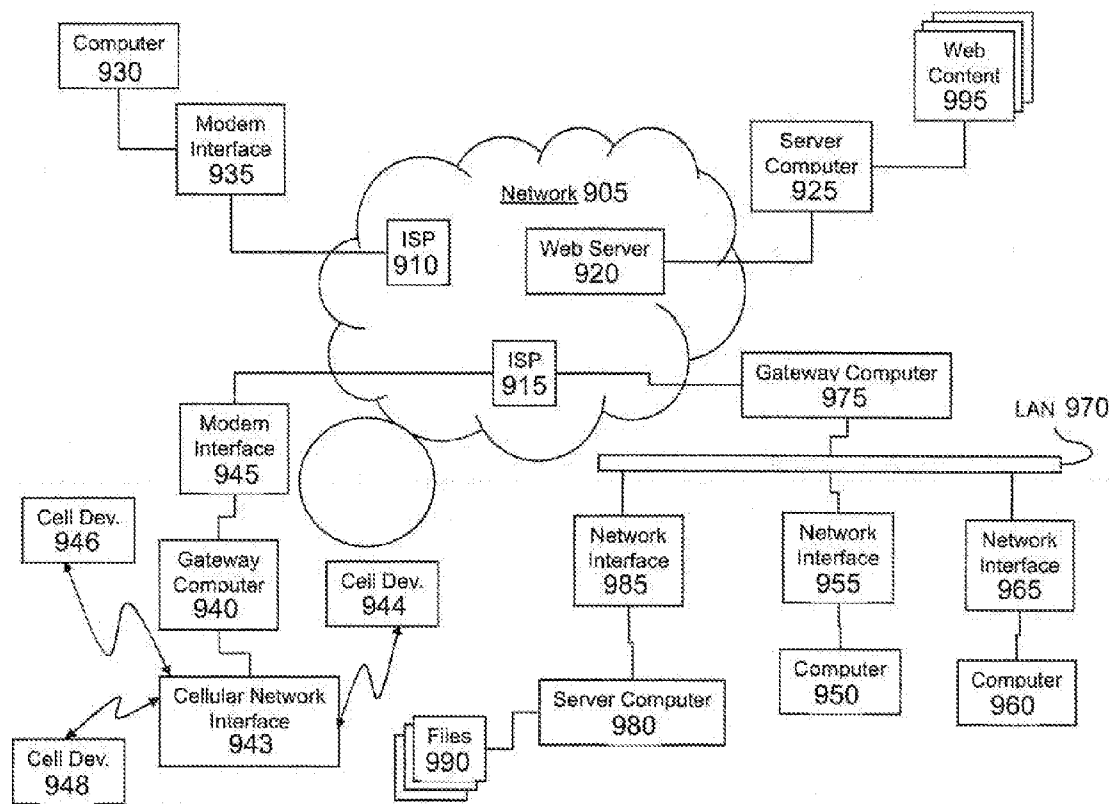 Computer
930
Modem
Interface
935
Web
Content
995
Server
Computer
925
Network 905
ISP
910
Web Server
920
ISP
915
Gateway Computer
975
LAN 970
Modem
Interface
945
Cell Dev.
946
Gateway
Computer
940
Cell Dev.
944
Network
Interface
985
Network
Interface
955
Network
Interface
965
Cellular Network
Interface
943
Cell Dev.
948
Files
990
Server Computer
980
Computer
950
Computer
960